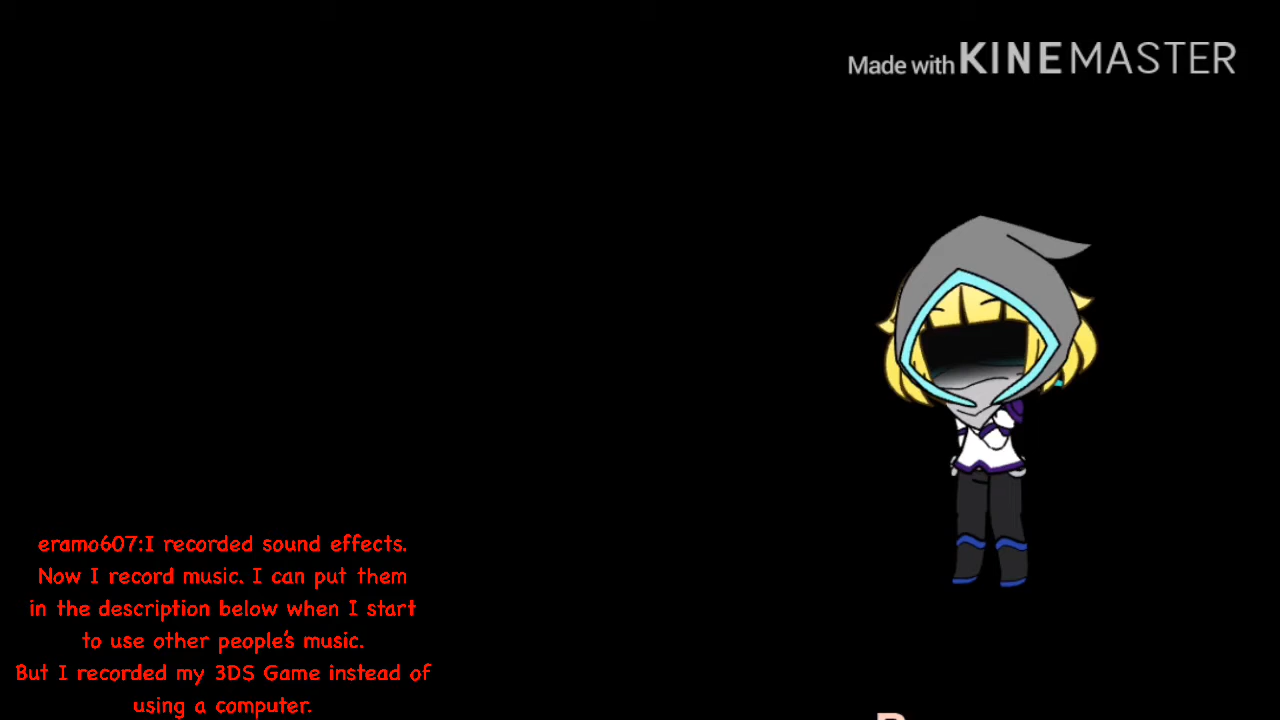 Made with KINEMASTER
eramo607:I recorded sound effects.
Now I record music. I can put them
in the description below when I start
to use other people's music.
But I recorded my 3DS Game instead of
using a computer.